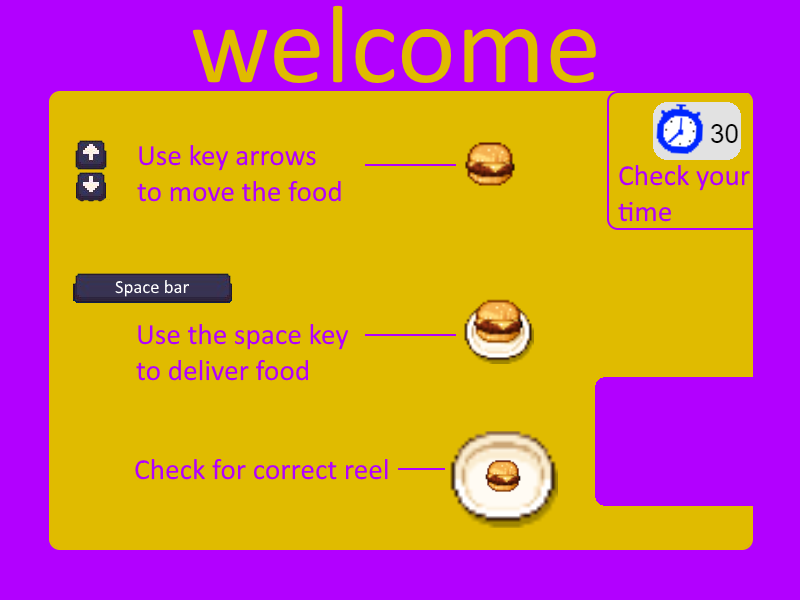 welcome
Use key arrows
to move the food
30
Check your
time
Space bar
Use the space key
to deliver food
Check for correct reel